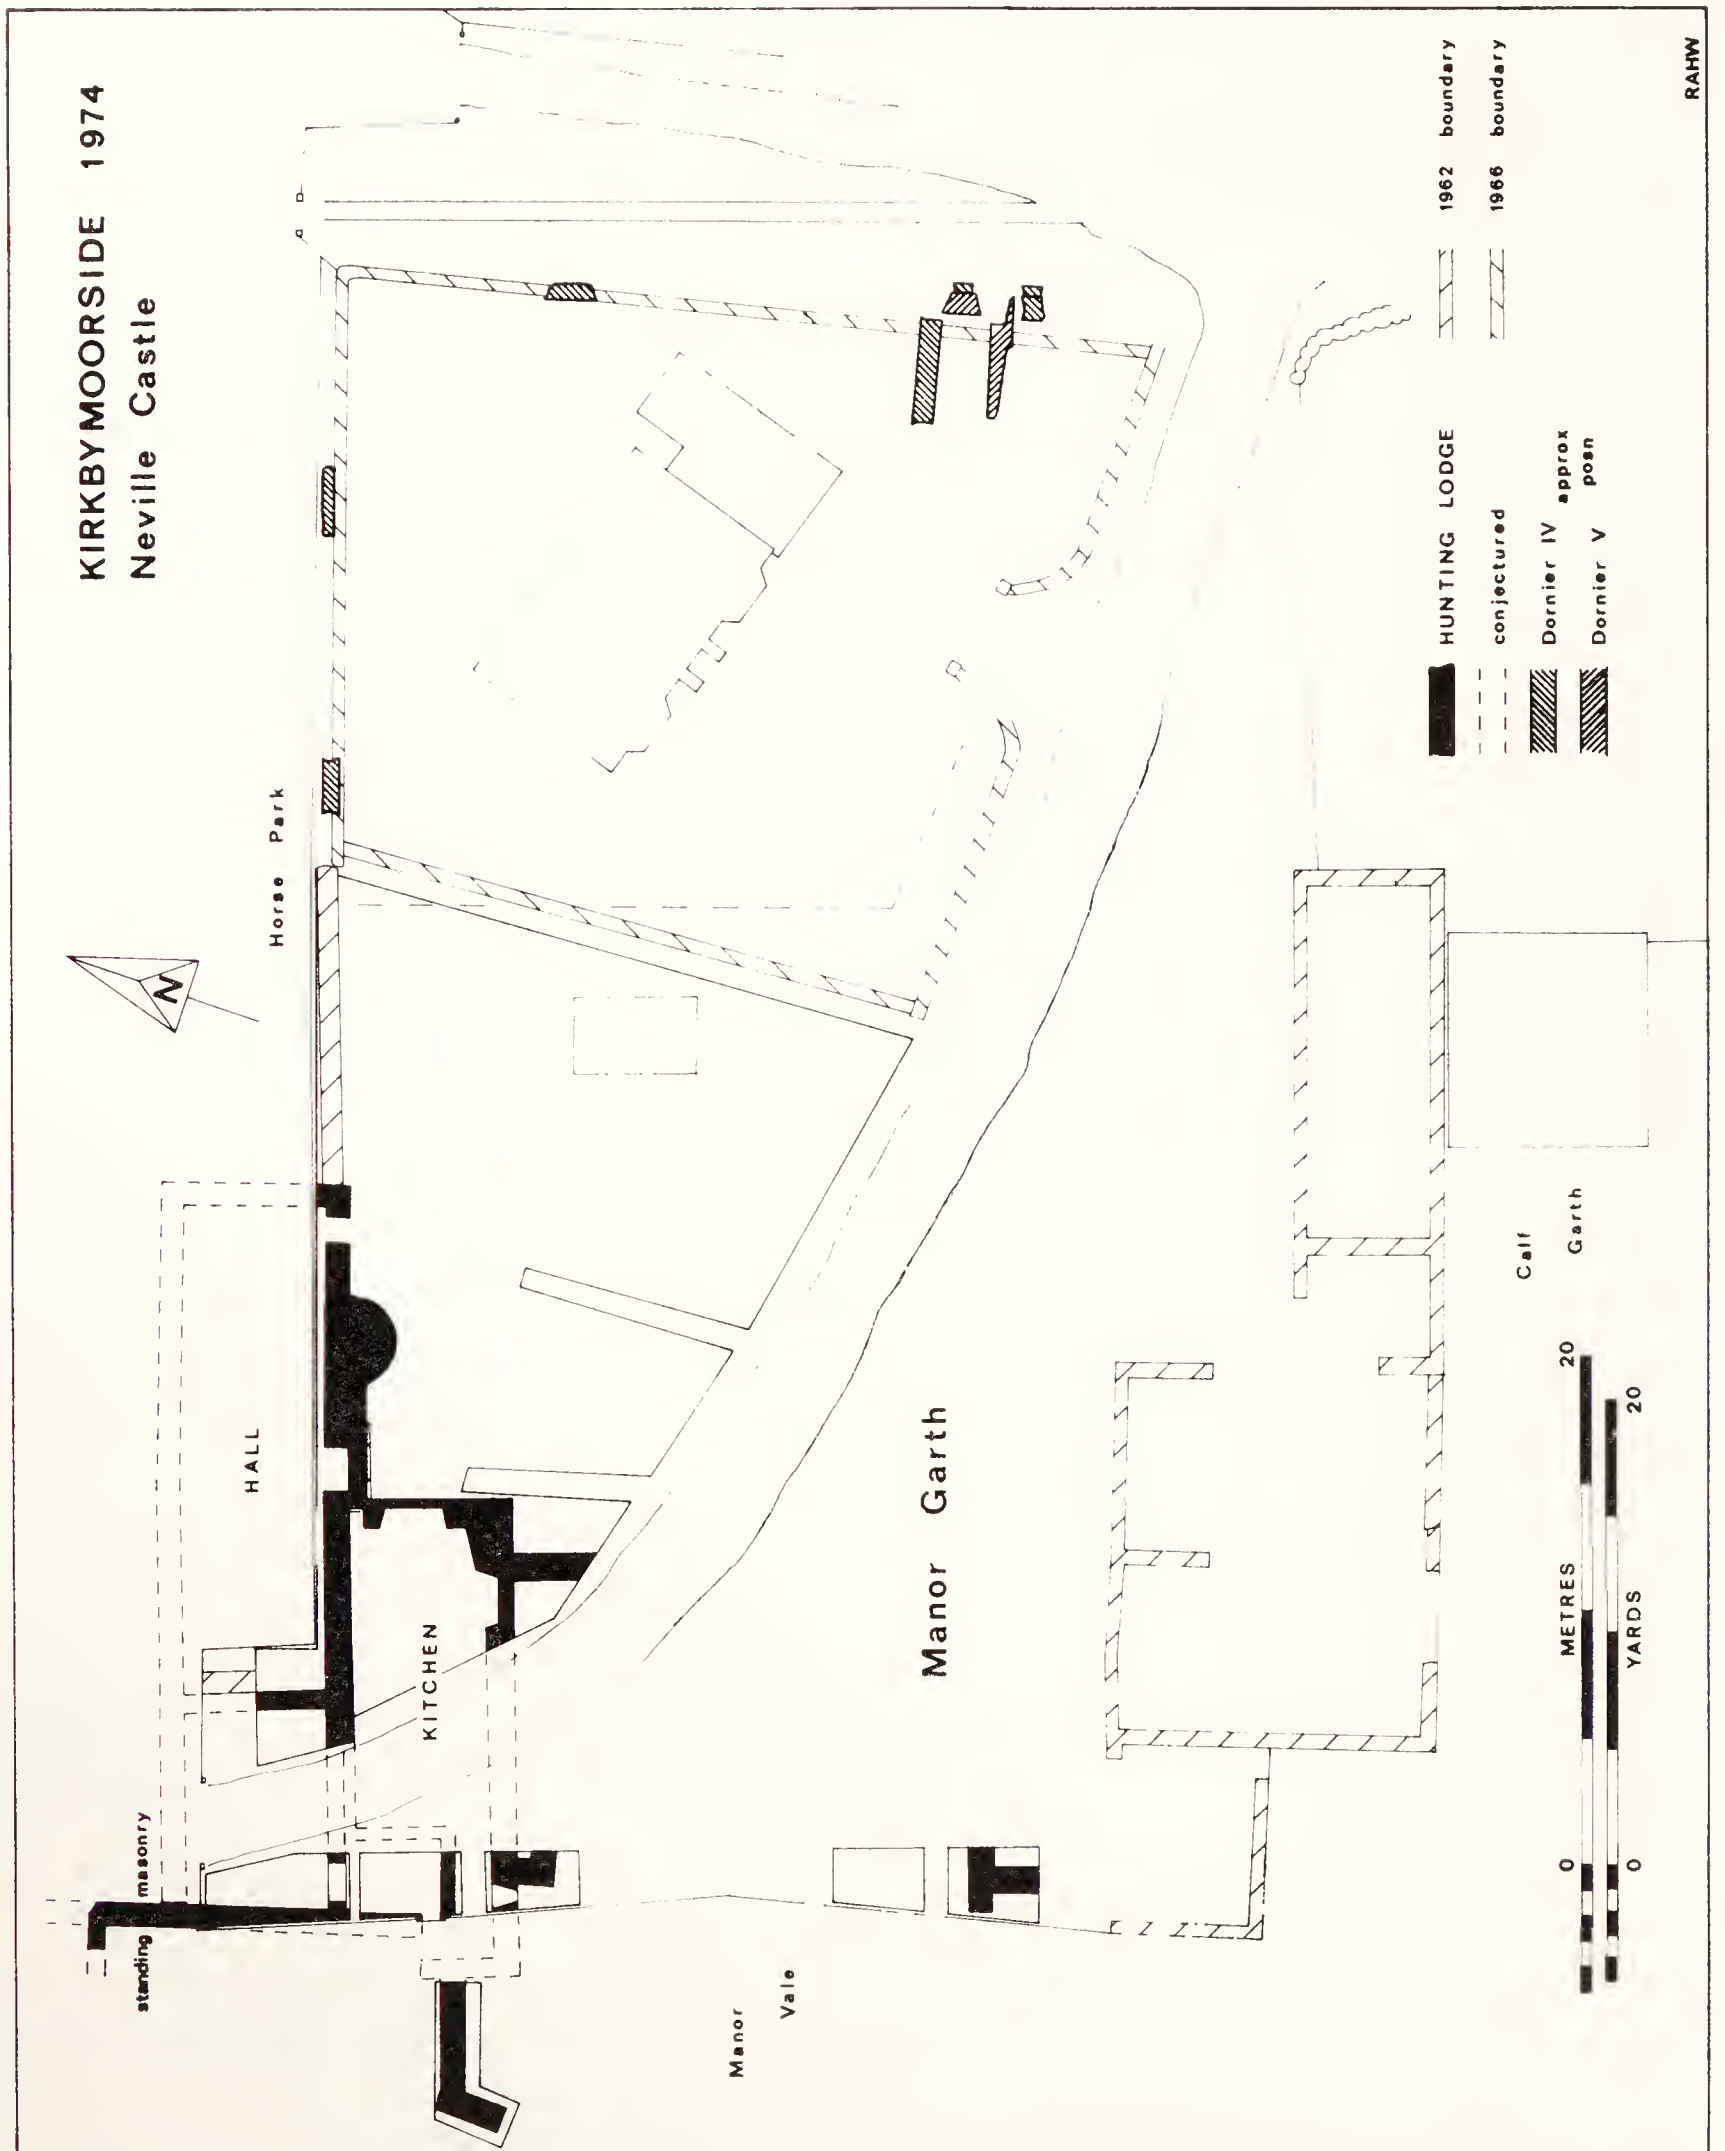 KIRKBYMOORSIDE 1974
Neville Castle
N
Horse Park
HALL
KITCHEN
standing masonry
Manor Garth
Manor
Vale
Calf
Garth
HUNTING LODGE
conjectured
Dornier IV approx
Dornier V posn
1962 boundary
1966 boundary
0 METRES 20
0 YARDS 20
RAHW